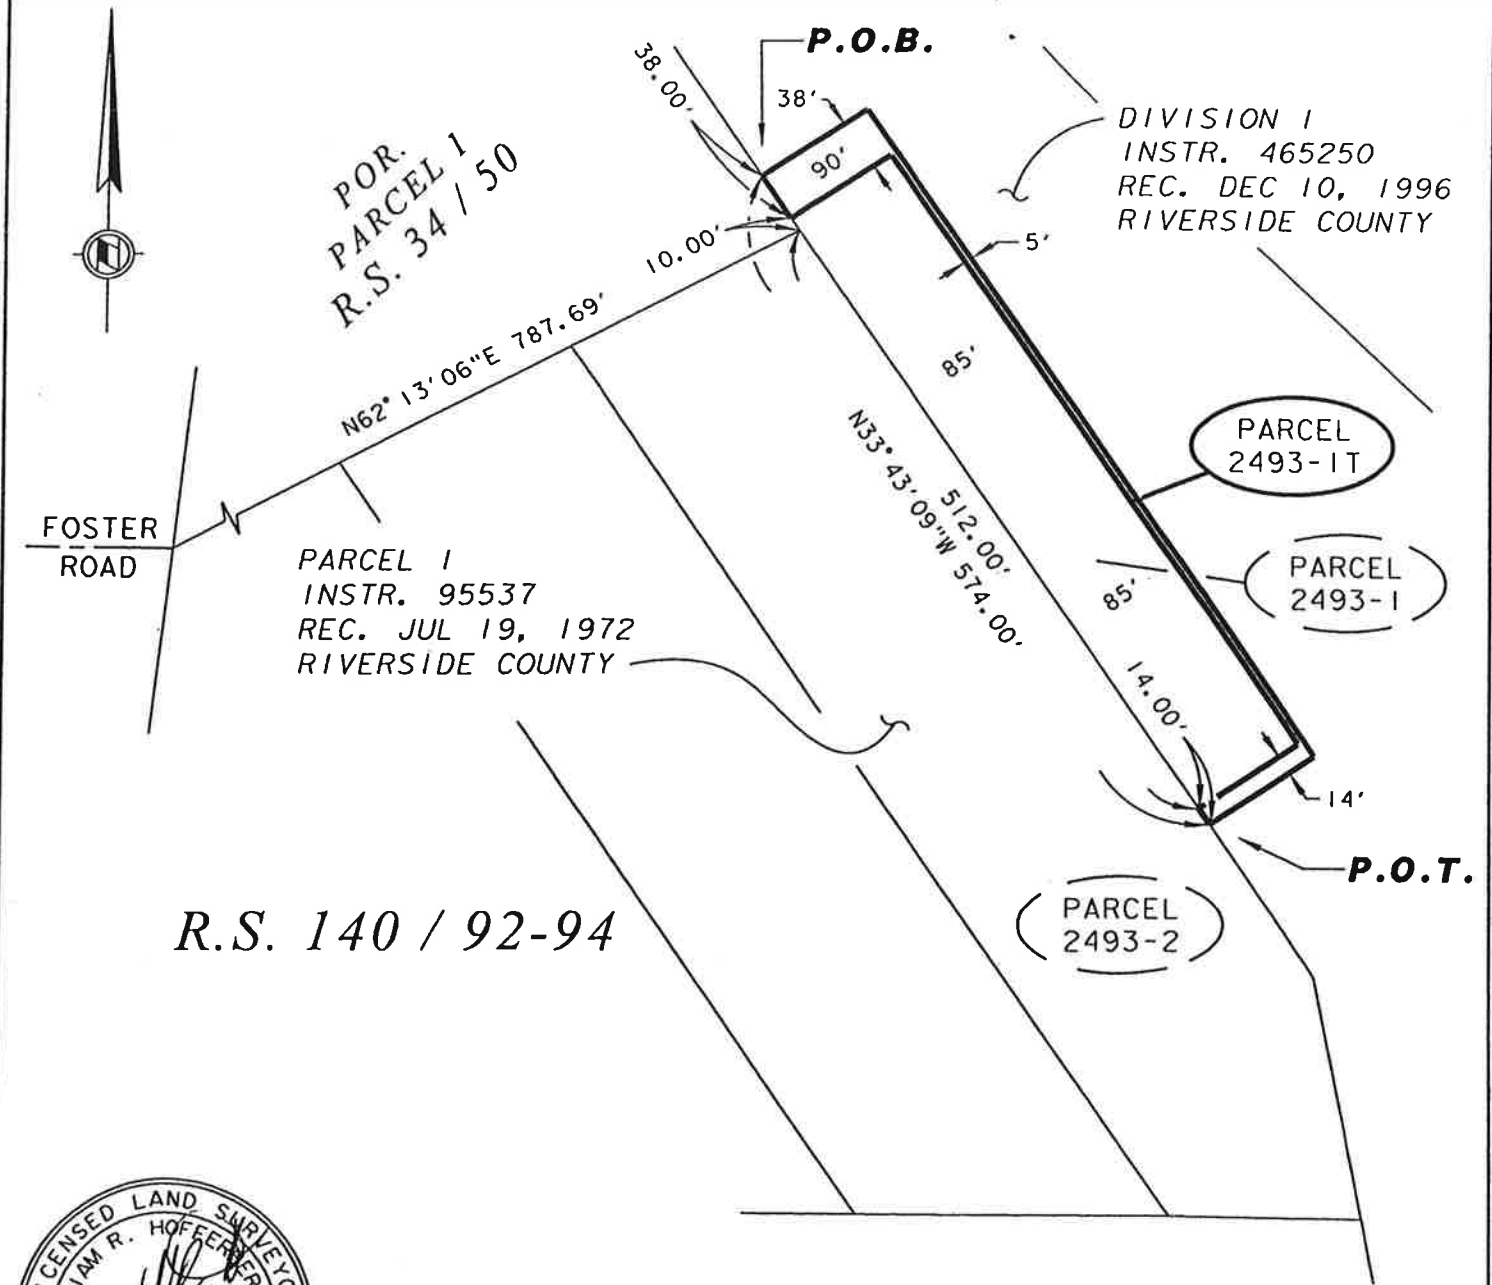 P.O.B.
38.00'
38'
DIVISION 1
INSTR. 465250
REC. DEC 10, 1996
RIVERSIDE COUNTY
POR.
PARCEL 1
R.S. 34 / 50
90'
10.00'
5'
N62°13'06"E 787.69'
85'
PARCEL
2493-1T
N33°43'09"W 574.00'
512.00'
FOSTER
ROAD
PARCEL 1
INSTR. 95537
REC. JUL 19, 1972
RIVERSIDE COUNTY
PARCEL
2493-1
85'
14.00'
14'
P.O.T.
PARCEL
2493-2
R.S. 140 / 92-94
LAND SURVEYO